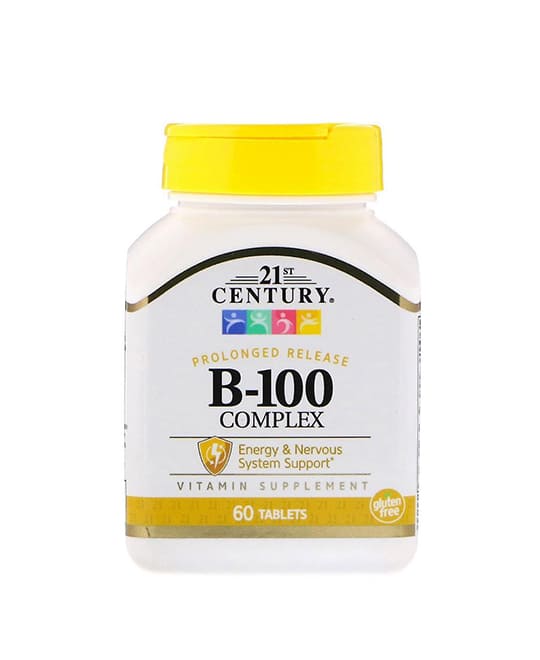 21ST
CENTURY®
PROLONGED RELEASE
B-100
COMPLEX
Energy & Nervous
System Support*
VITAMIN SUPPLEMENT
60 TABLETS
gluten
free